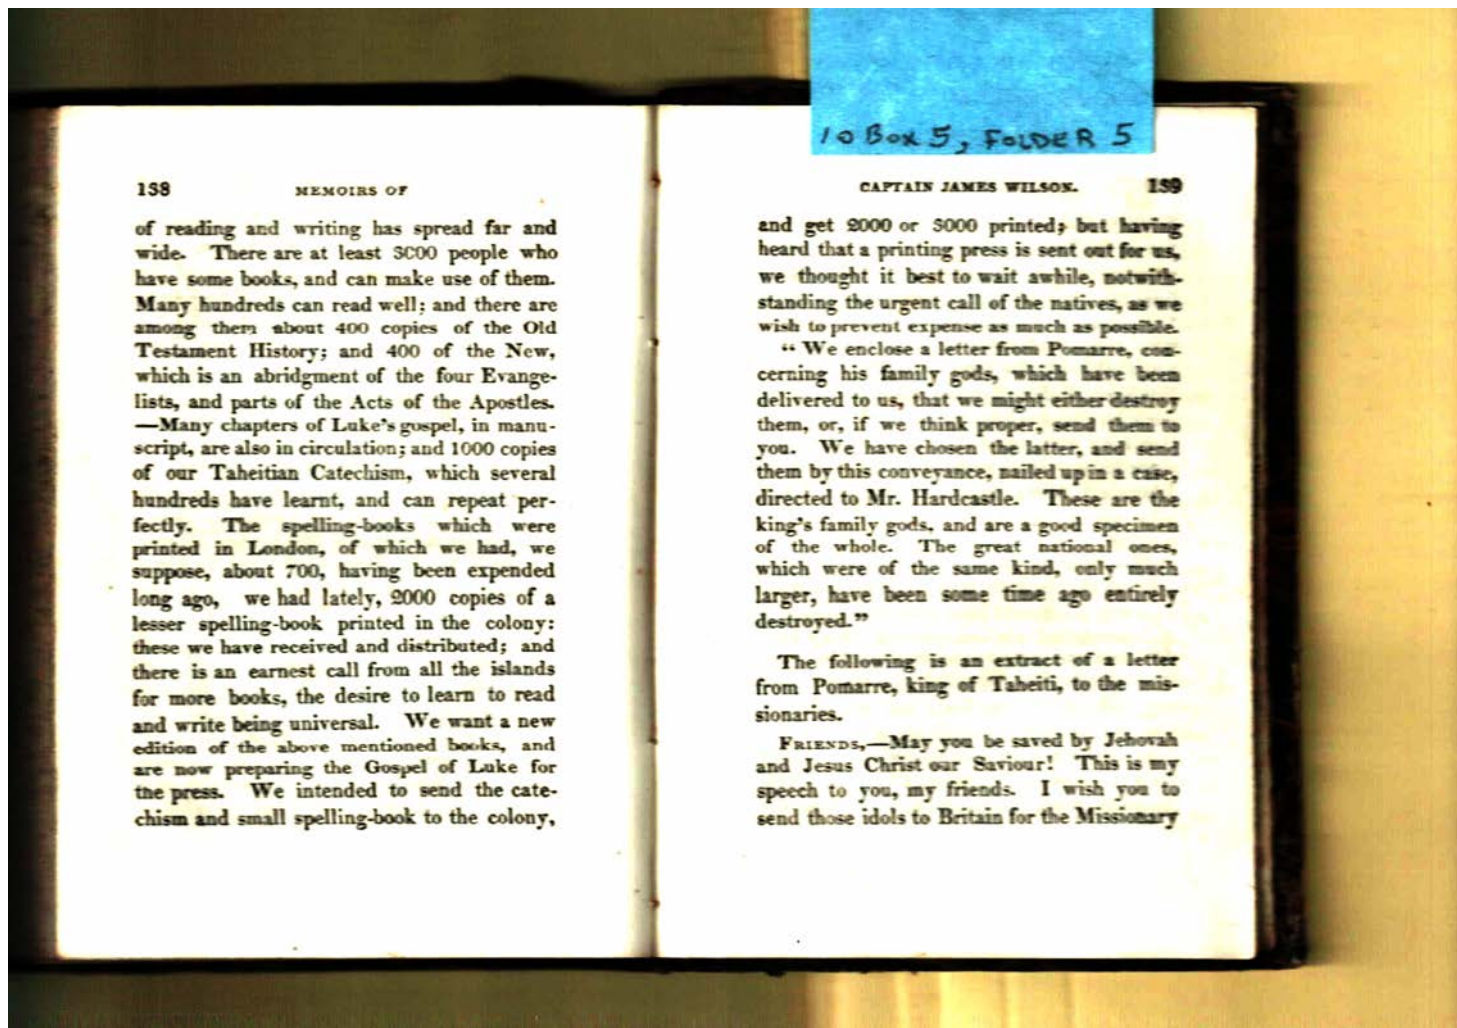 10 Box 5, FOLDER 5
138 MEMOIRS OF
of reading and writing has spread far and
wide. There are at least 3000 people who
have some books, and can make use of them.
Many hundreds can read well; and there are
among them about 400 copies of the Old
Testament History; and 400 of the New,
which is an abridgment of the four Evange-
lists, and parts of the Acts of the Apostles.
—Many chapters of Luke's gospel, in manu-
script, are also in circulation; and 1000 copies
of our Taheitian Catechism, which several
hundreds have learnt, and can repeat per-
fectly. The spelling-books which were
printed in London, of which we had, we
suppose, about 700, having been expended
long ago, we had lately, 2000 copies of a
lesser spelling-book printed in the colony:
these we have received and distributed; and
there is an earnest call from all the islands
for more books, the desire to learn to read
and write being universal. We want a new
edition of the above mentioned books, and
are now preparing the Gospel of Luke for
the press. We intended to send the cate-
chism and small spelling-book to the colony,
CAPTAIN JAMES WILSON. 139
and get 2000 or 3000 printed; but having
heard that a printing press is sent out for us,
we thought it best to wait awhile, notwith-
standing the urgent call of the natives, as we
wish to prevent expense as much as possible.
“ We enclose a letter from Pomarre, con-
cerning his family gods, which have been
delivered to us, that we might either destroy
them, or, if we think proper, send them to
you. We have chosen the latter, and send
them by this conveyance, nailed up in a case,
directed to Mr. Hardcastle. These are the
king's family gods, and are a good specimen
of the whole. The great national ones,
which were of the same kind, only much
larger, have been some time ago entirely
destroyed.”
The following is an extract of a letter
from Pomarre, king of Taheiti, to the mis-
sionaries.
FRIENDS,—May you be saved by Jehovah
and Jesus Christ our Saviour! This is my
speech to you, my friends. I wish you to
send those idols to Britain for the Missionary